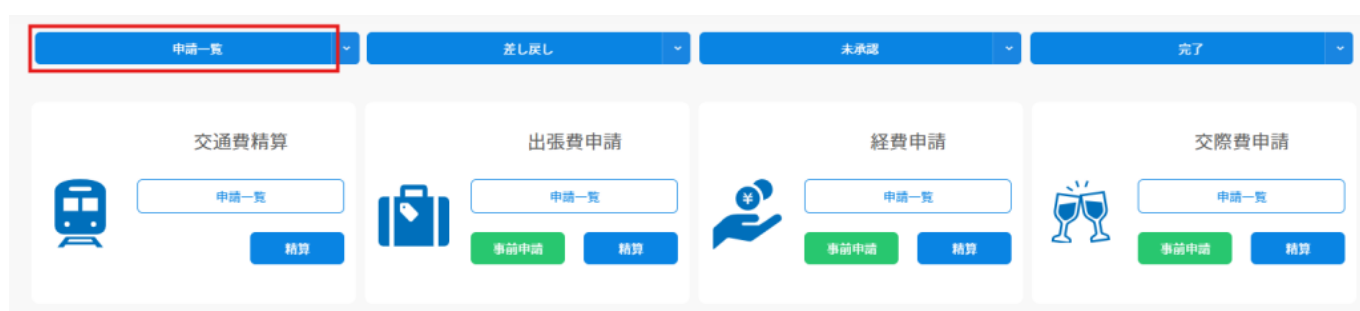 申請一覧
差し戻し
未承認
完了
交通費精算
申請一覧
精算
出張費申請
申請一覧
事前申請
精算
経費申請
¥
申請一覧
事前申請
精算
交際費申請
申請一覧
事前申請
精算